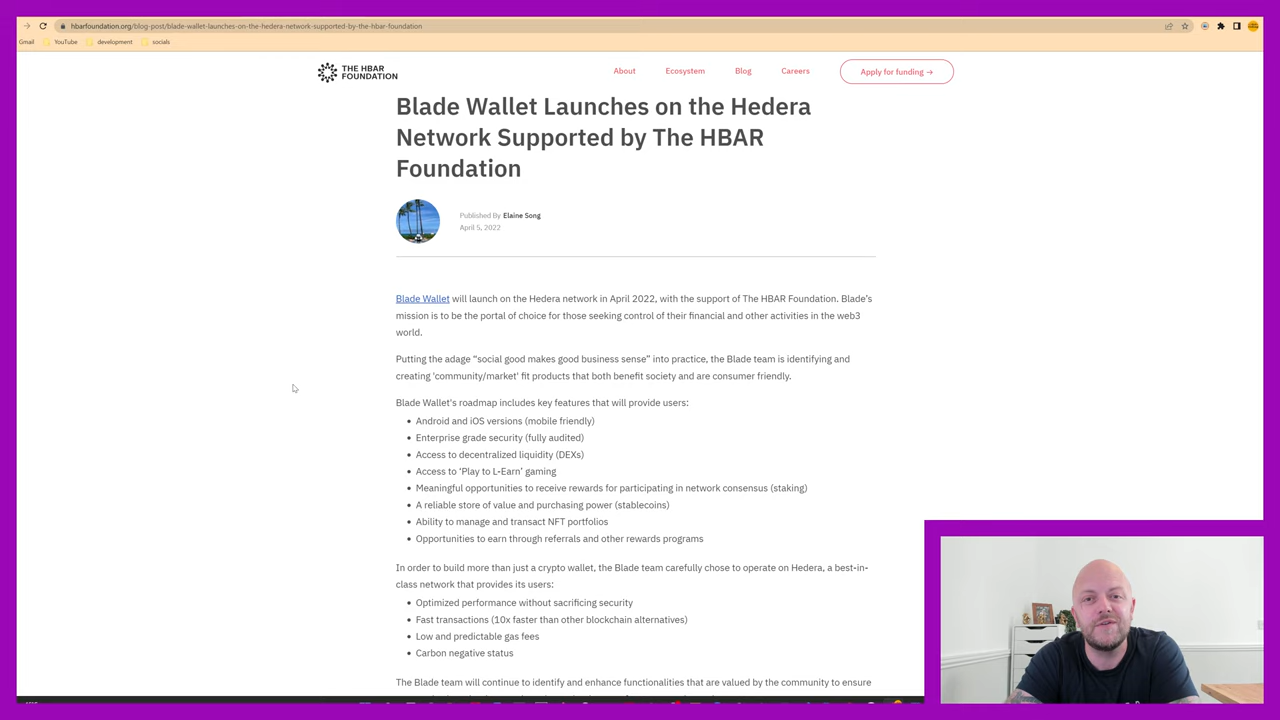 hbarfoundation.org/blog-post/blade-wallet-launches-on-the-hedera-network-supported-by-the-hbar-foundation
Gmail YouTube development socials
THE HBAR
FOUNDATION
About Ecosystem Blog Careers Apply for funding →
Blade Wallet Launches on the Hedera
Network Supported by The HBAR
Foundation
Published By Elaine Song
April 5, 2022
Blade Wallet will launch on the Hedera network in April 2022, with the support of The HBAR Foundation. Blade's
mission is to be the portal of choice for those seeking control of their financial and other activities in the web3
world.
Putting the adage “social good makes good business sense” into practice, the Blade team is identifying and
creating 'community/market' fit products that both benefit society and are consumer friendly.
Blade Wallet's roadmap includes key features that will provide users:
• Android and iOS versions (mobile friendly)
• Enterprise grade security (fully audited)
• Access to decentralized liquidity (DEXs)
• Access to ‘Play to L-Earn’ gaming
• Meaningful opportunities to receive rewards for participating in network consensus (staking)
• A reliable store of value and purchasing power (stablecoins)
• Ability to manage and transact NFT portfolios
• Opportunities to earn through referrals and other rewards programs
In order to build more than just a crypto wallet, the Blade team carefully chose to operate on Hedera, a best-in-
class network that provides its users:
• Optimized performance without sacrificing security
• Fast transactions (10x faster than other blockchain alternatives)
• Low and predictable gas fees
• Carbon negative status
The Blade team will continue to identify and enhance functionalities that are valued by the community to ensure